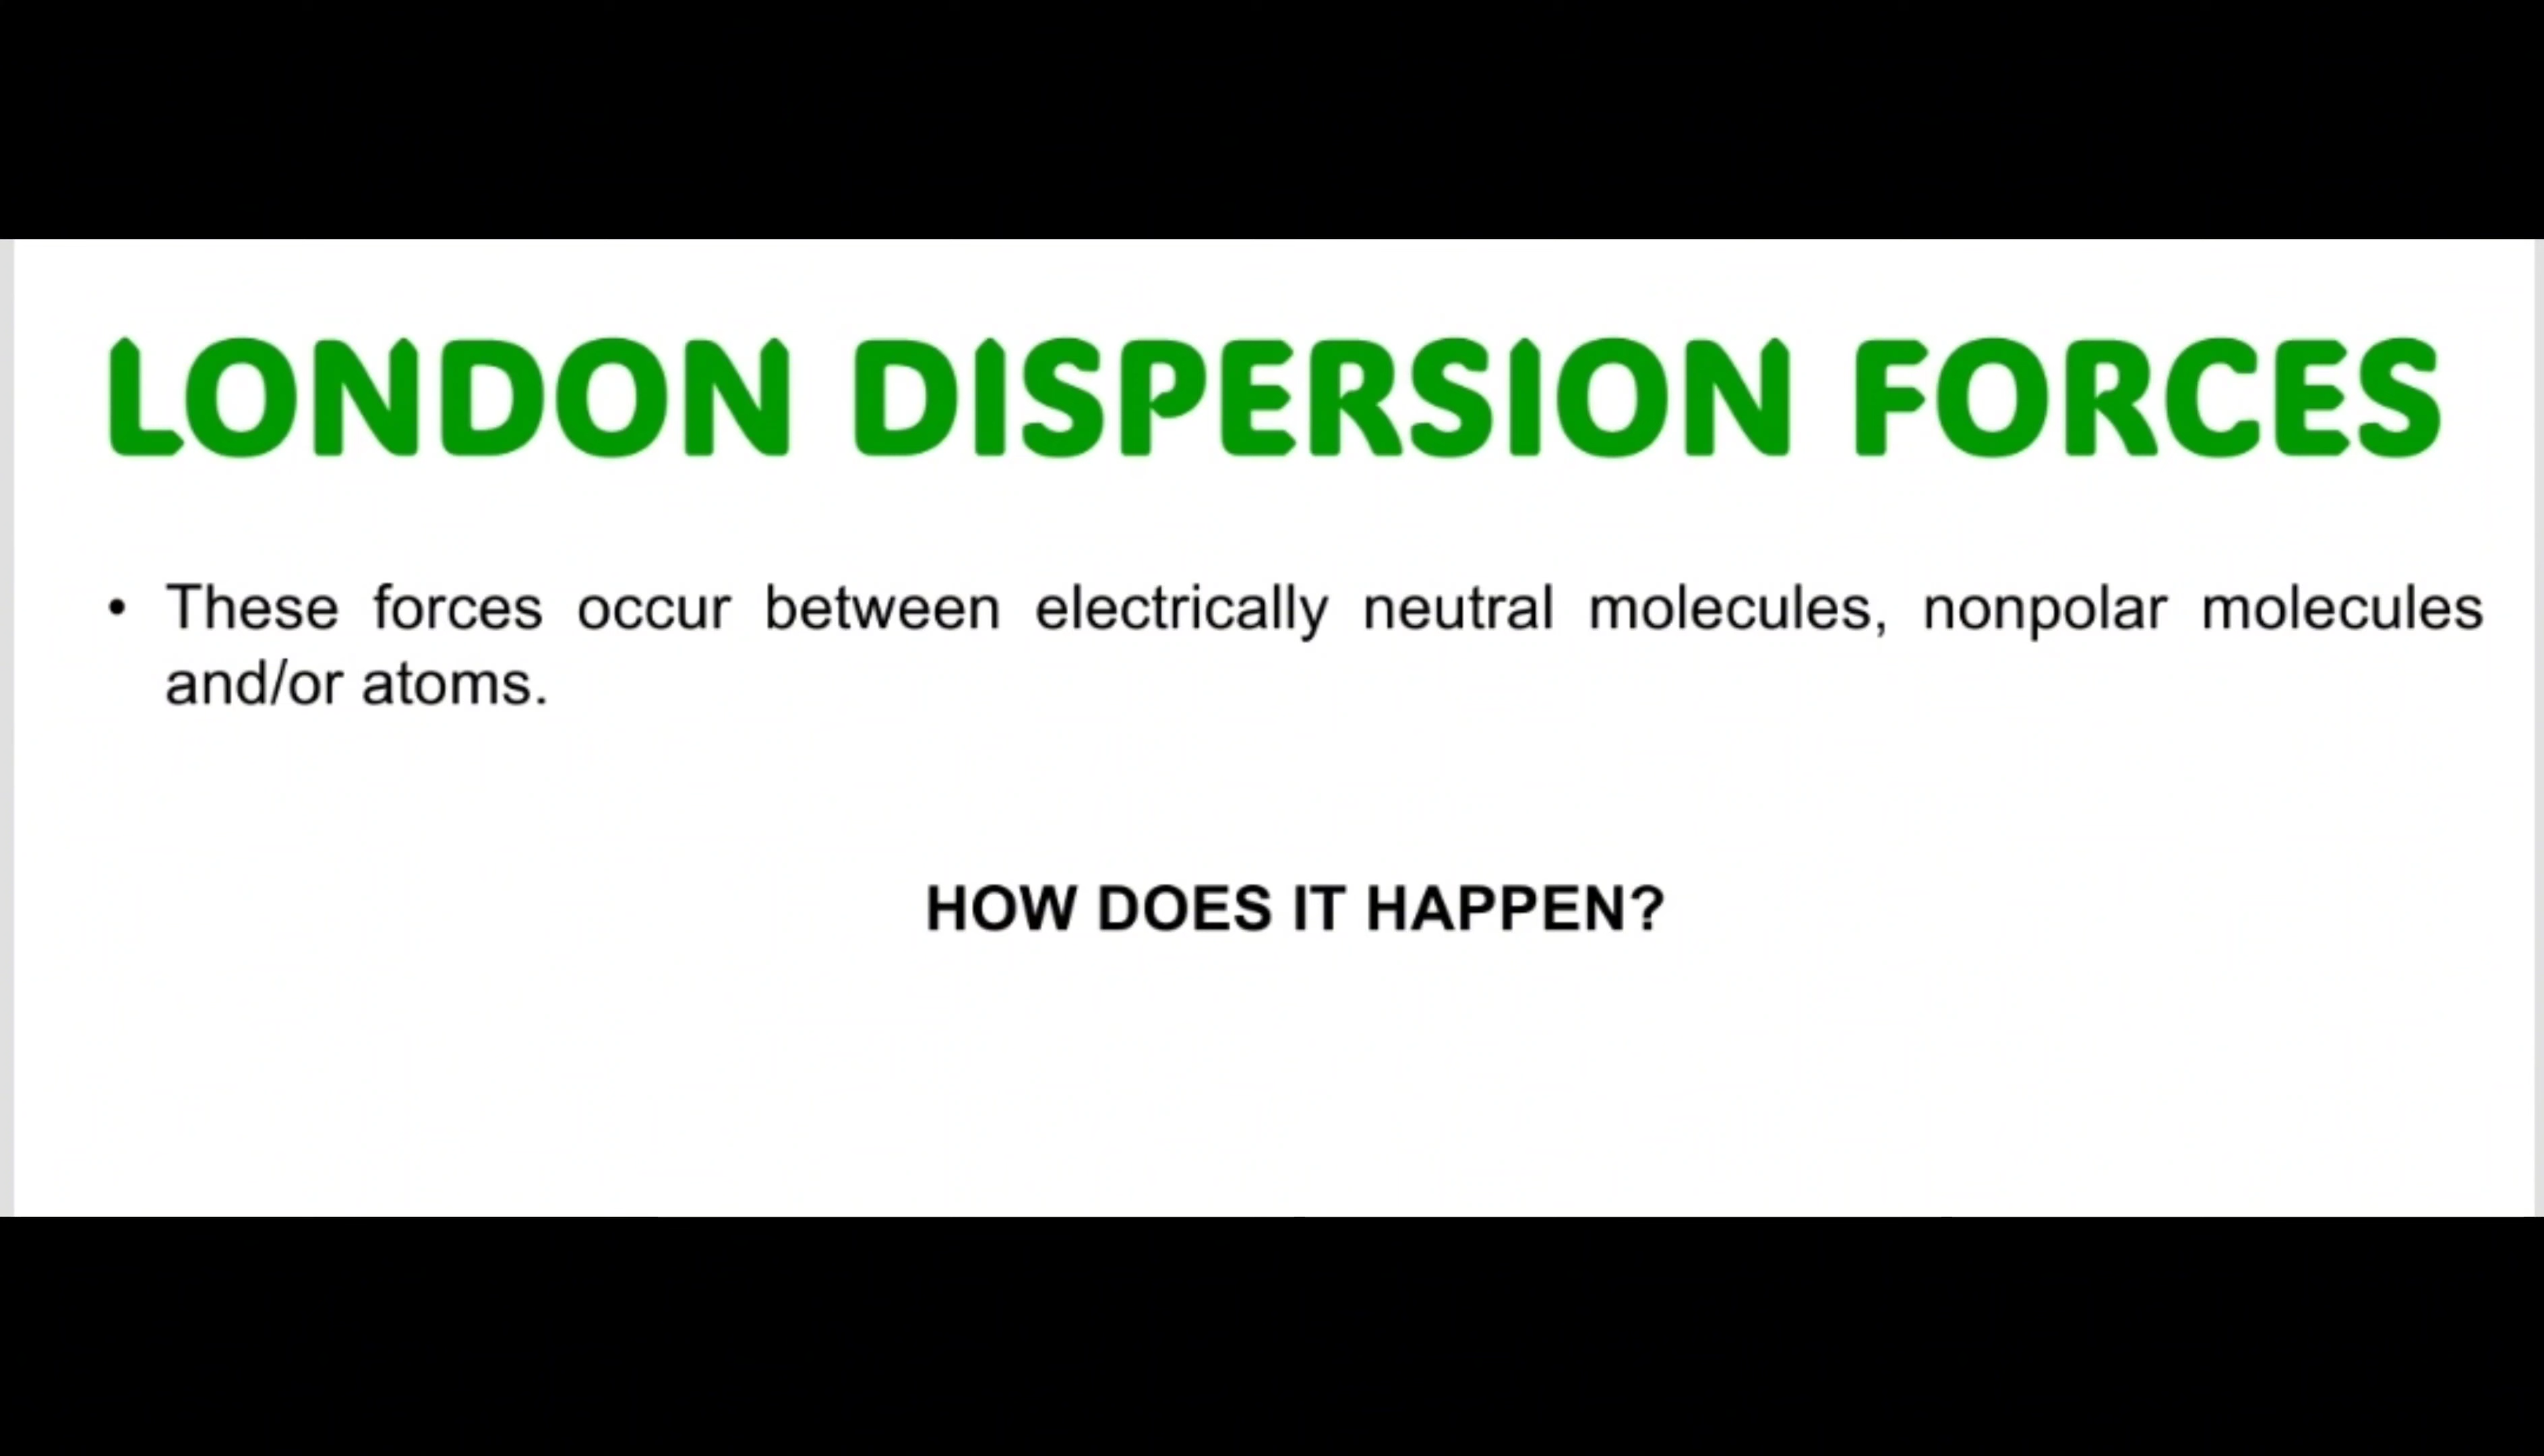 LONDON DISPERSION FORCES
• These forces occur between electrically neutral molecules, nonpolar molecules
and/or atoms.
HOW DOES IT HAPPEN?